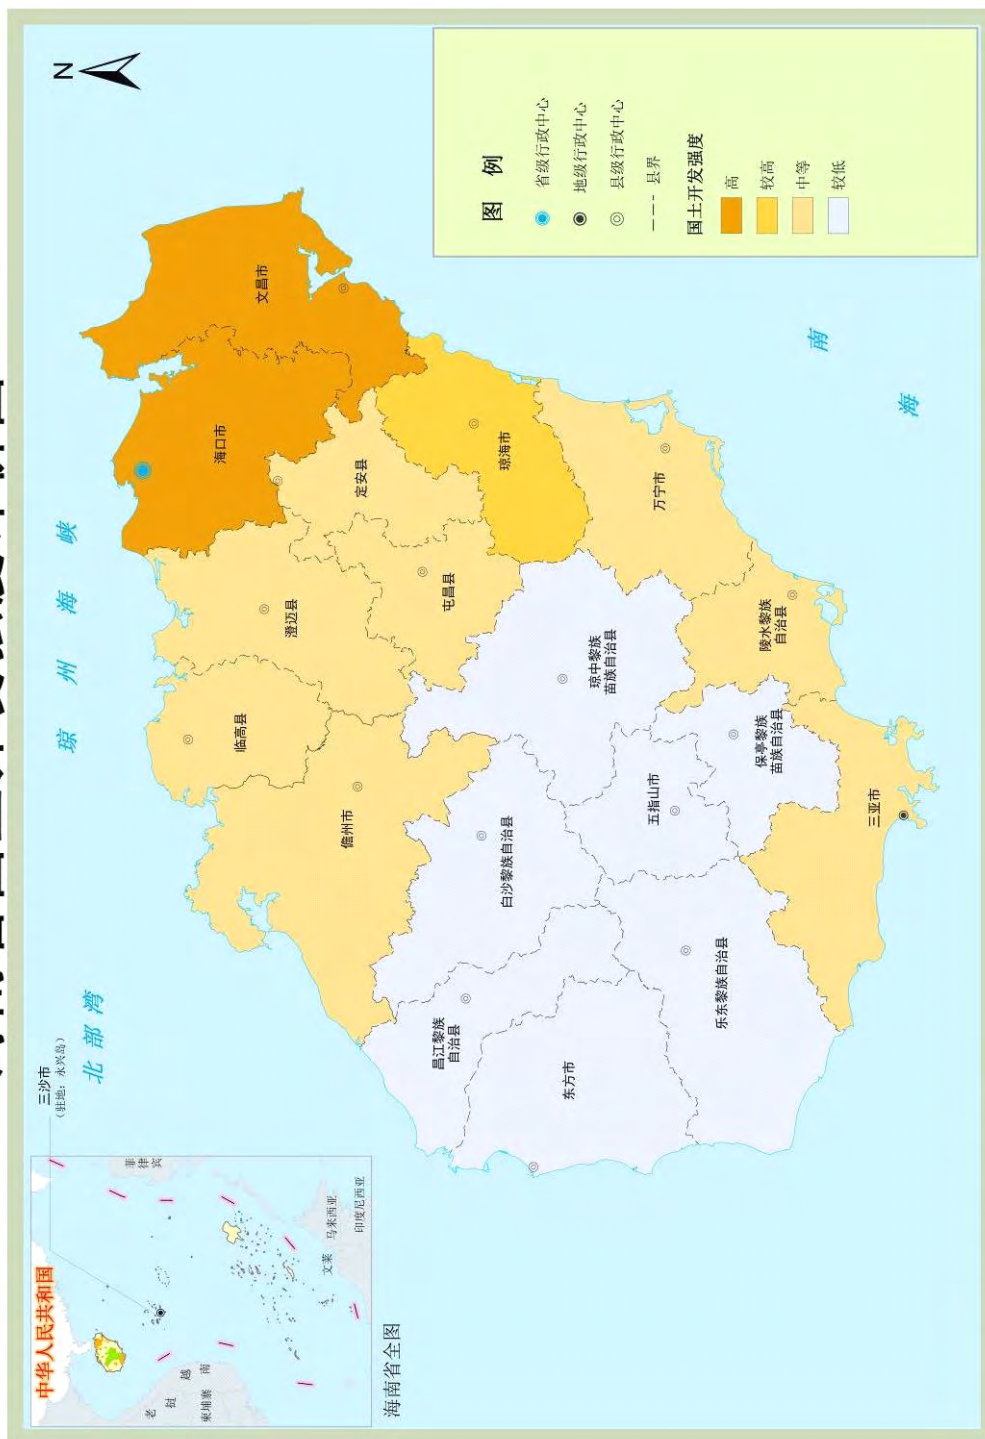 N
图 例
省级行政中心
地级行政中心
县级行政中心
县界
国土开发强度
高
较高
中等
较低
琼 州 海 峡
北 部 湾
南
海
文昌市
海口市
定安县
琼海市
澄迈县
屯昌县
万宁市
临高县
儋州市
琼中黎族
苗族自治县
陵水黎族
自治县
白沙黎族自治县
五指山市
保亭黎族
苗族自治县
三亚市
昌江黎族
自治县
东方市
乐东黎族自治县
三沙市
(驻地: 永兴岛)
中华人民共和国
菲律宾
老
挝
越
南
柬埔寨
文莱
马来西亚
印度尼西亚
海南省全图